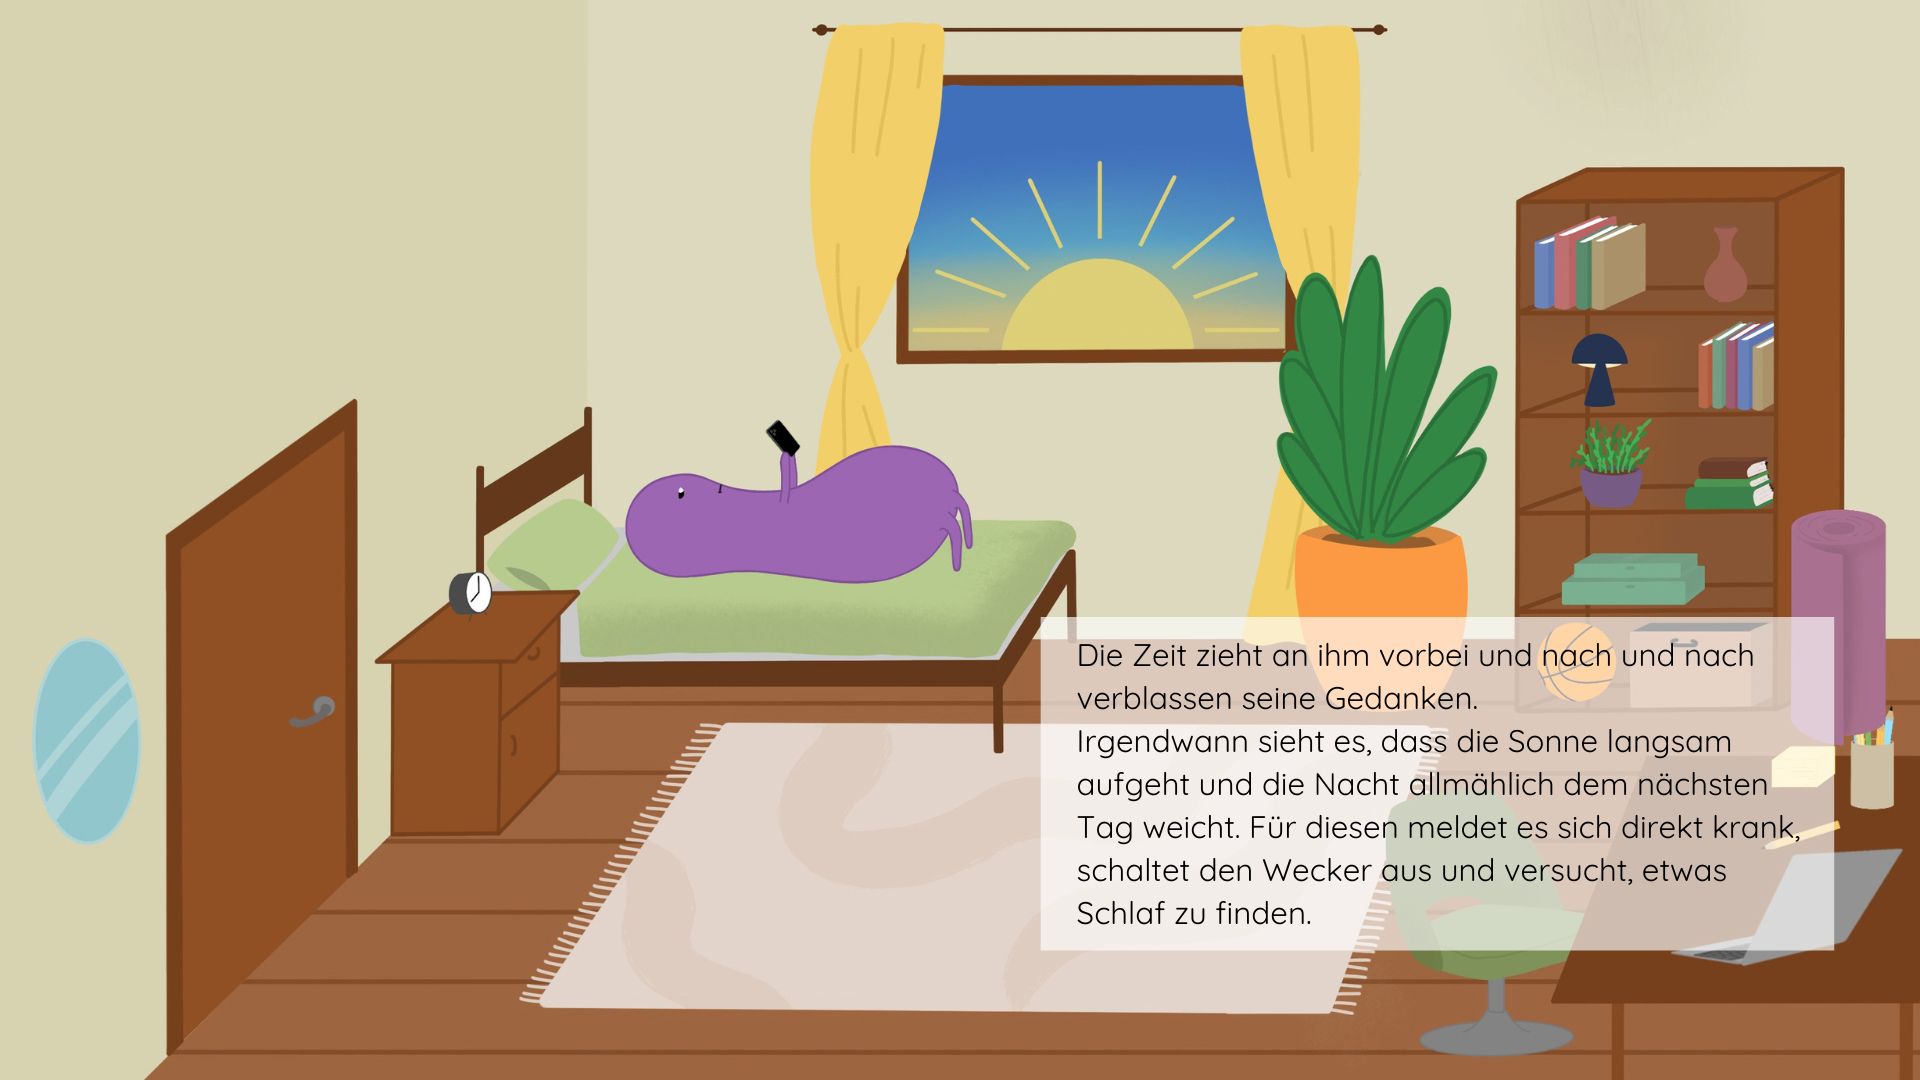 Die Zeit zieht an ihm vorbei und nach und nach
verblassen seine Gedanken.
Irgendwann sieht es, dass die Sonne langsam
aufgeht und die Nacht allmählich dem nächsten
Tag weicht. Für diesen meldet es sich direkt krank,
schaltet den Wecker aus und versucht, etwas
Schlaf zu finden.